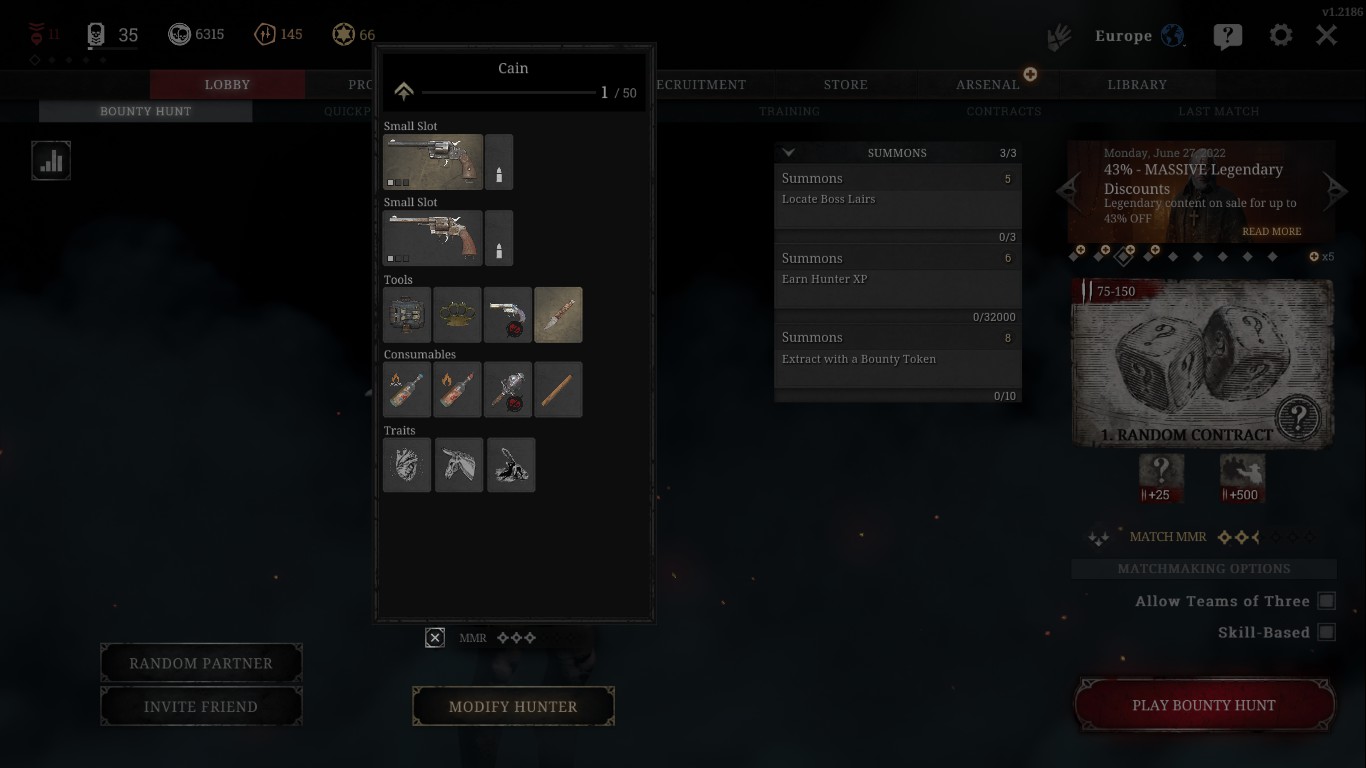 v1.2186
11
35
6315
145
66
Europe
LOBBY
STORE
ARSENAL
LIBRARY
BOUNTY HUNT
TRAINING
CONTRACTS
LAST MATCH
Cain
1 / 50
Small Slot
Small Slot
Tools
Consumables
Traits
MMR
SUMMONS 3/3
Summons 5
Locate Boss Lairs
0/3
Summons 6
Earn Hunter XP
0/32000
Summons 8
Extract with a Bounty Token
0/10
Monday, June 27 2022
43% - MASSIVE Legendary
Discounts
Legendary content on sale for up to
43% OFF
READ MORE
x5
75-150
1. RANDOM CONTRACT
+25
+500
MATCH MMR
MATCHMAKING OPTIONS
Allow Teams of Three
Skill-Based
RANDOM PARTNER
INVITE FRIEND
MODIFY HUNTER
PLAY BOUNTY HUNT